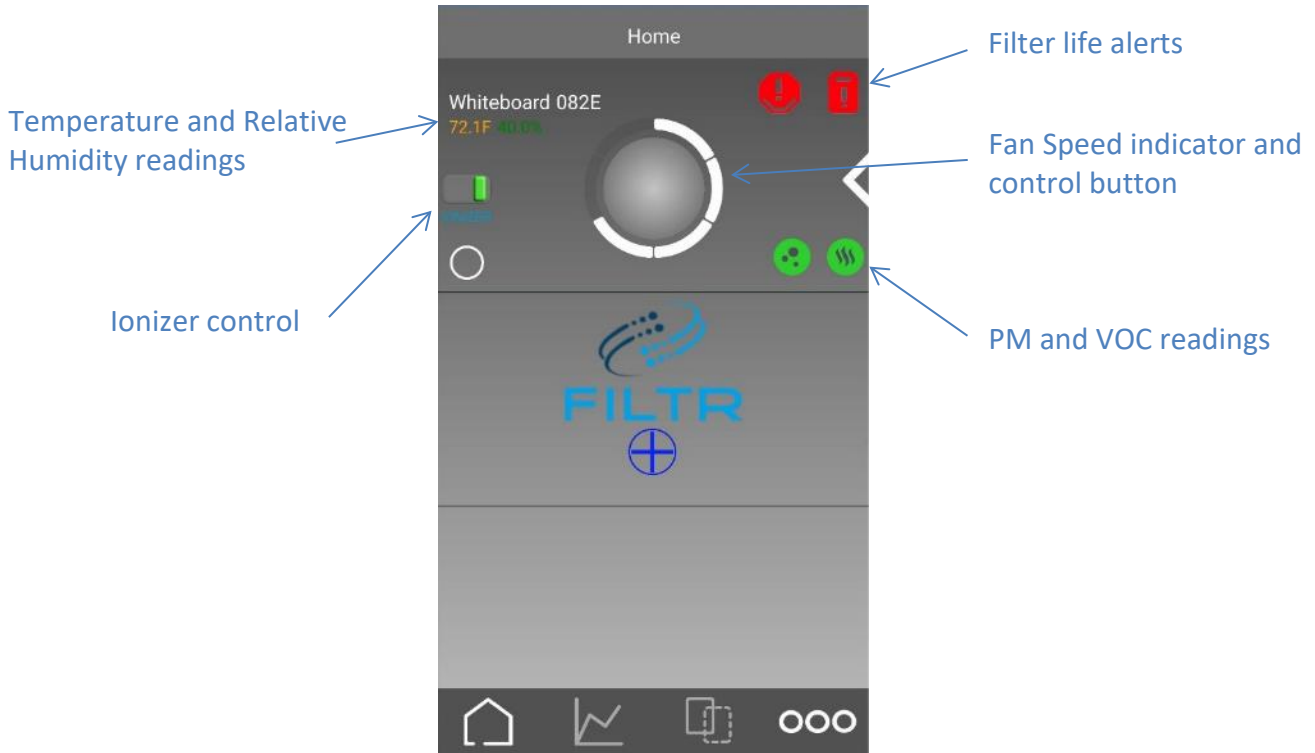 Home
Filter life alerts
Whiteboard 082E
72.1F 40.0%
Temperature and Relative
Humidity readings
Fan Speed indicator and
control button
Ionizer control
PM and VOC readings
FILTR